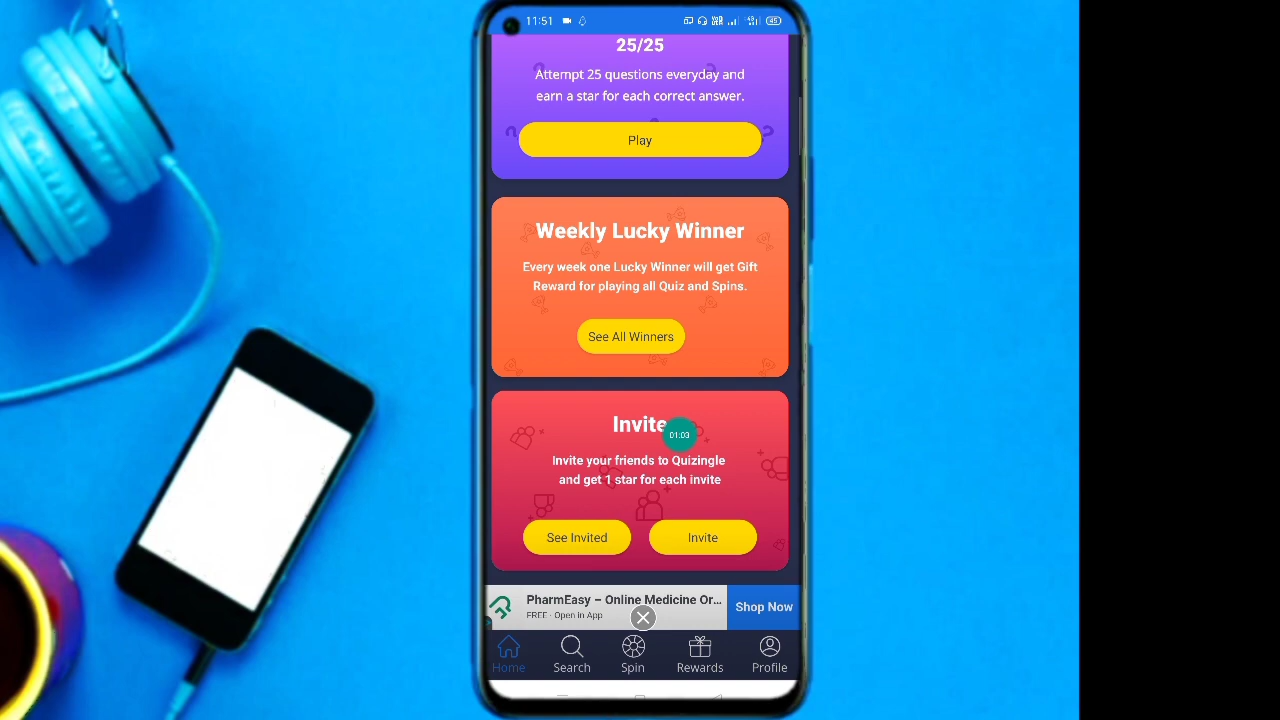 11:51
45
25/25
Attempt 25 questions everyday and
earn a star for each correct answer.
Play
Weekly Lucky Winner
Every week one Lucky Winner will get Gift
Reward for playing all Quiz and Spins.
See All Winners
Invite
01:03
Invite your friends to Quizingle
and get 1 star for each invite
See Invited
Invite
PharmEasy – Online Medicine Or...
FREE · Open in App
Shop Now
Home
Search
Spin
Rewards
Profile